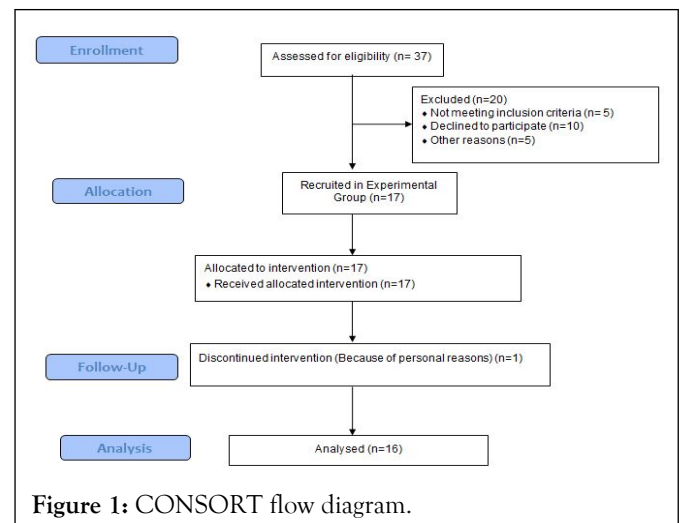 Enrollment
Assessed for eligibility (n= 37)
Excluded (n=20)
♦ Not meeting inclusion criteria (n= 5)
♦ Declined to participate (n=10)
♦ Other reasons (n=5)
Allocation
Recruited in Experimental
Group (n=17)
Allocated to intervention (n=17)
♦ Received allocated intervention (n=17)
Follow-Up
Discontinued intervention (Because of personal reasons) (n=1)
Analysis
Analysed (n=16)
Figure 1: CONSORT flow diagram.